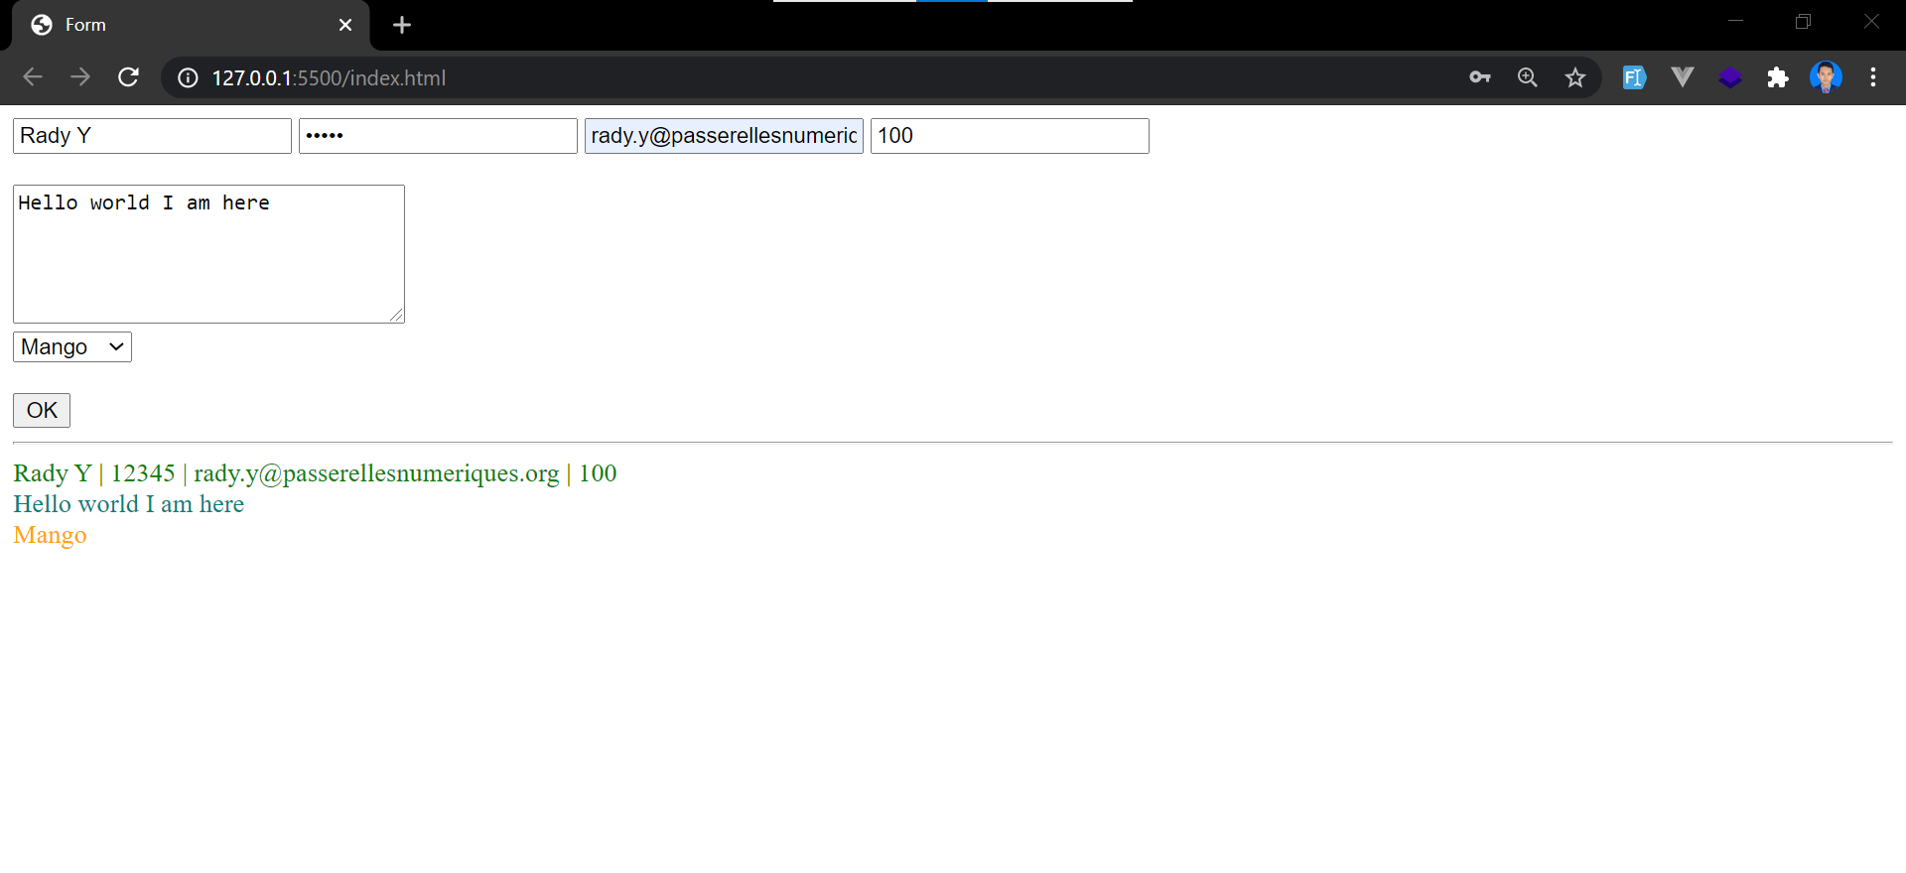 Form
127.0.0.1:5500/index.html
Rady Y ••••• rady.y@passerellesnumeric 100
Hello world I am here
Mango
OK
Rady Y | 12345 | rady.y@passerellesnumeriques.org | 100
Hello world I am here
Mango